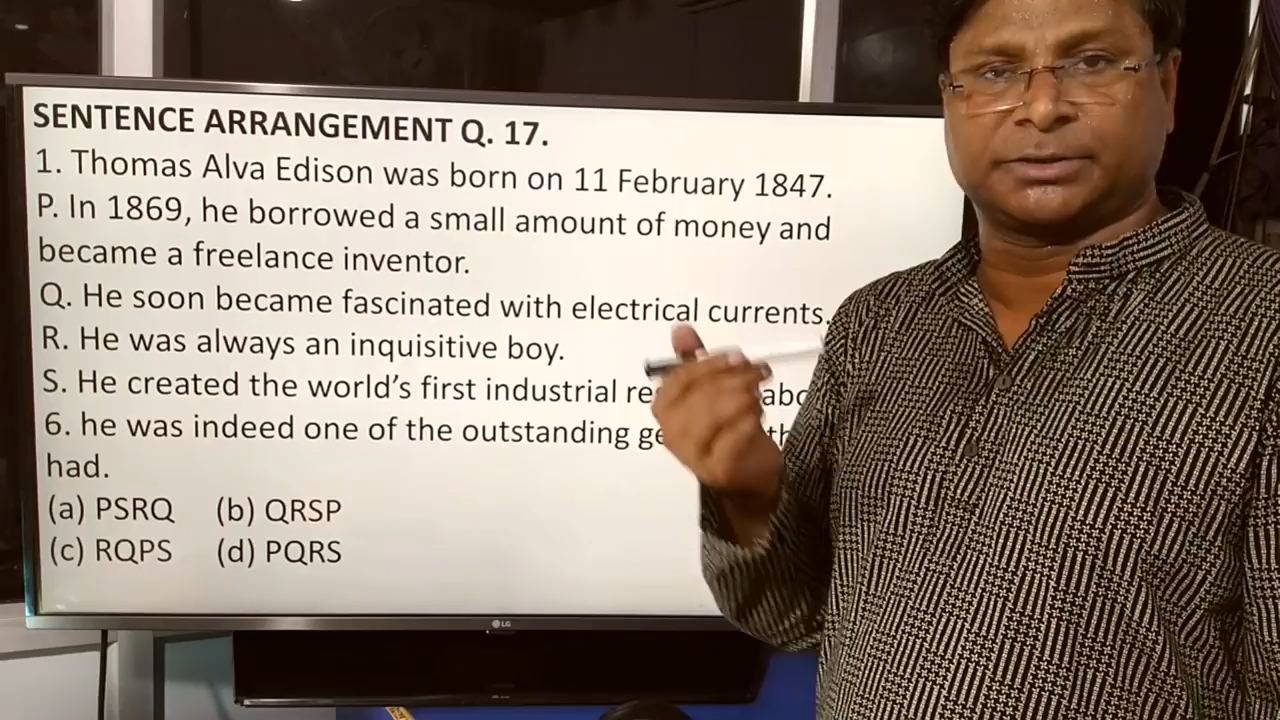 SENTENCE ARRANGEMENT Q. 17.
1. Thomas Alva Edison was born on 11 February 1847.
P. In 1869, he borrowed a small amount of money and
became a freelance inventor.
Q. He soon became fascinated with electrical currents.
R. He was always an inquisitive boy.
S. He created the world's first industrial
6. he was indeed one of the outstanding
had.
(a) PSRQ (b) QRSP
(c) RQPS (d) PQRS
LG